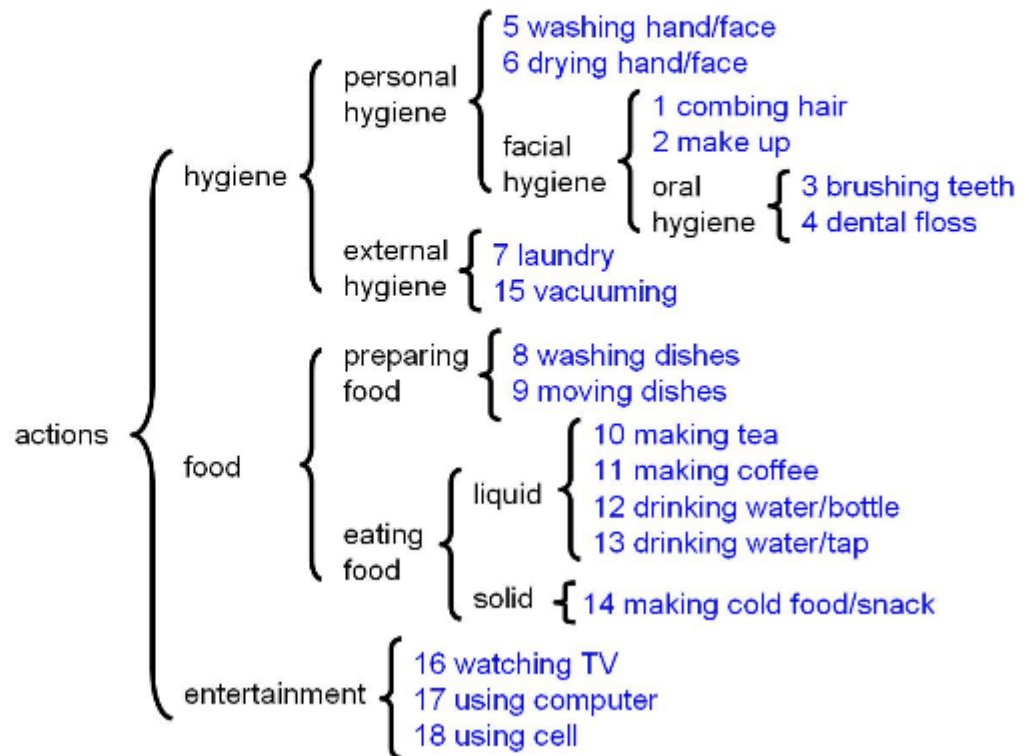 5 washing hand/face
6 drying hand/face
personal
hygiene
1 combing hair
2 make up
facial
hygiene
hygiene
oral
hygiene
3 brushing teeth
4 dental floss
external
hygiene
7 laundry
15 vacuuming
preparing
food
8 washing dishes
9 moving dishes
actions
food
10 making tea
11 making coffee
liquid
12 drinking water/bottle
13 drinking water/tap
eating
food
solid
14 making cold food/snack
entertainment
16 watching TV
17 using computer
18 using cell